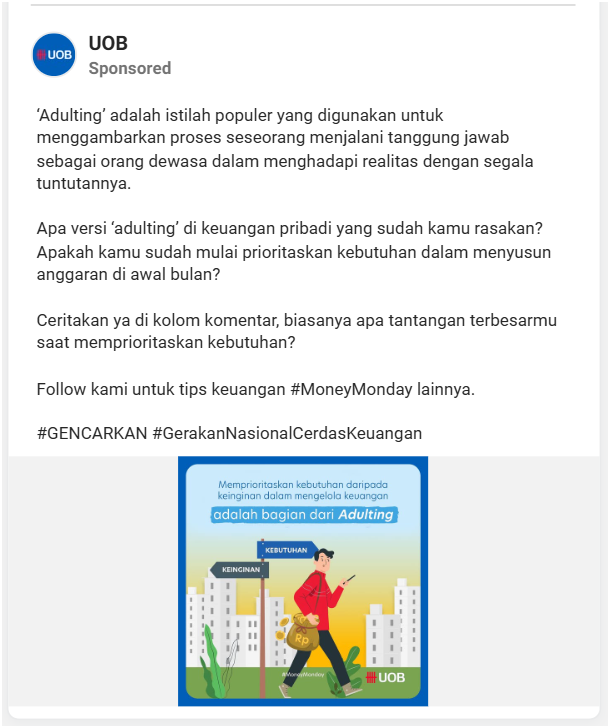 UOB
UOB
Sponsored
‘Adulting’ adalah istilah populer yang digunakan untuk
menggambarkan proses seseorang menjalani tanggung jawab
sebagai orang dewasa dalam menghadapi realitas dengan segala
tuntutannya.
Apa versi ‘adulting’ di keuangan pribadi yang sudah kamu rasakan?
Apakah kamu sudah mulai prioritaskan kebutuhan dalam menyusun
anggaran di awal bulan?
Ceritakan ya di kolom komentar, biasanya apa tantangan terbesarmu
saat memprioritaskan kebutuhan?
Follow kami untuk tips keuangan #MoneyMonday lainnya.
#GENCARKAN #GerakanNasionalCerdasKeuangan
Memprioritaskan kebutuhan daripada
keinginan dalam mengelola keuangan
adalah bagian dari Adulting
KEBUTUHAN
KEINGINAN
RP
#MoneyMonday
UOB